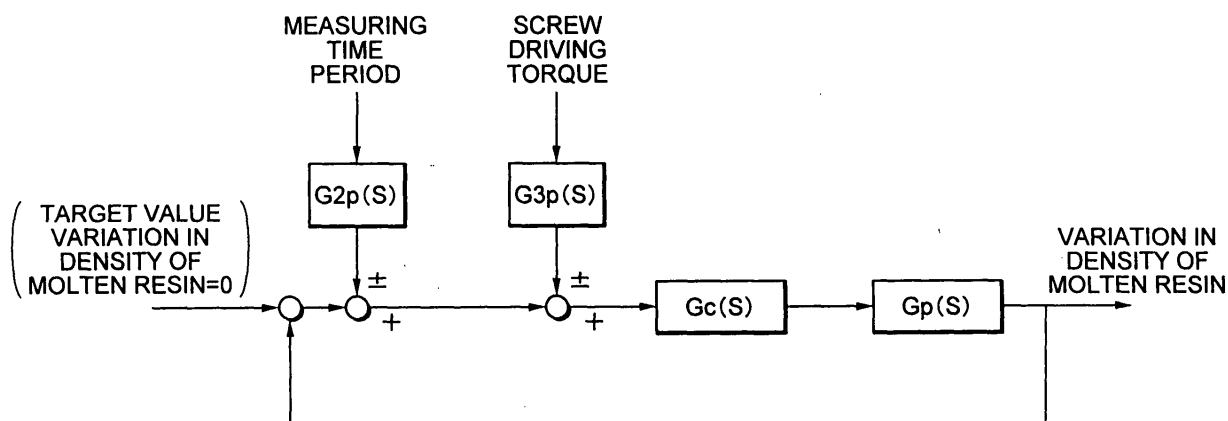 MEASURING
TIME
PERIOD
SCREW
DRIVING
TORQUE
G2p(S)
G3p(S)
(TARGET VALUE
VARIATION IN
DENSITY OF
MOLTEN RESIN=0)
±
+
±
+
Gc(S)
Gp(S)
VARIATION IN
DENSITY OF
MOLTEN RESIN